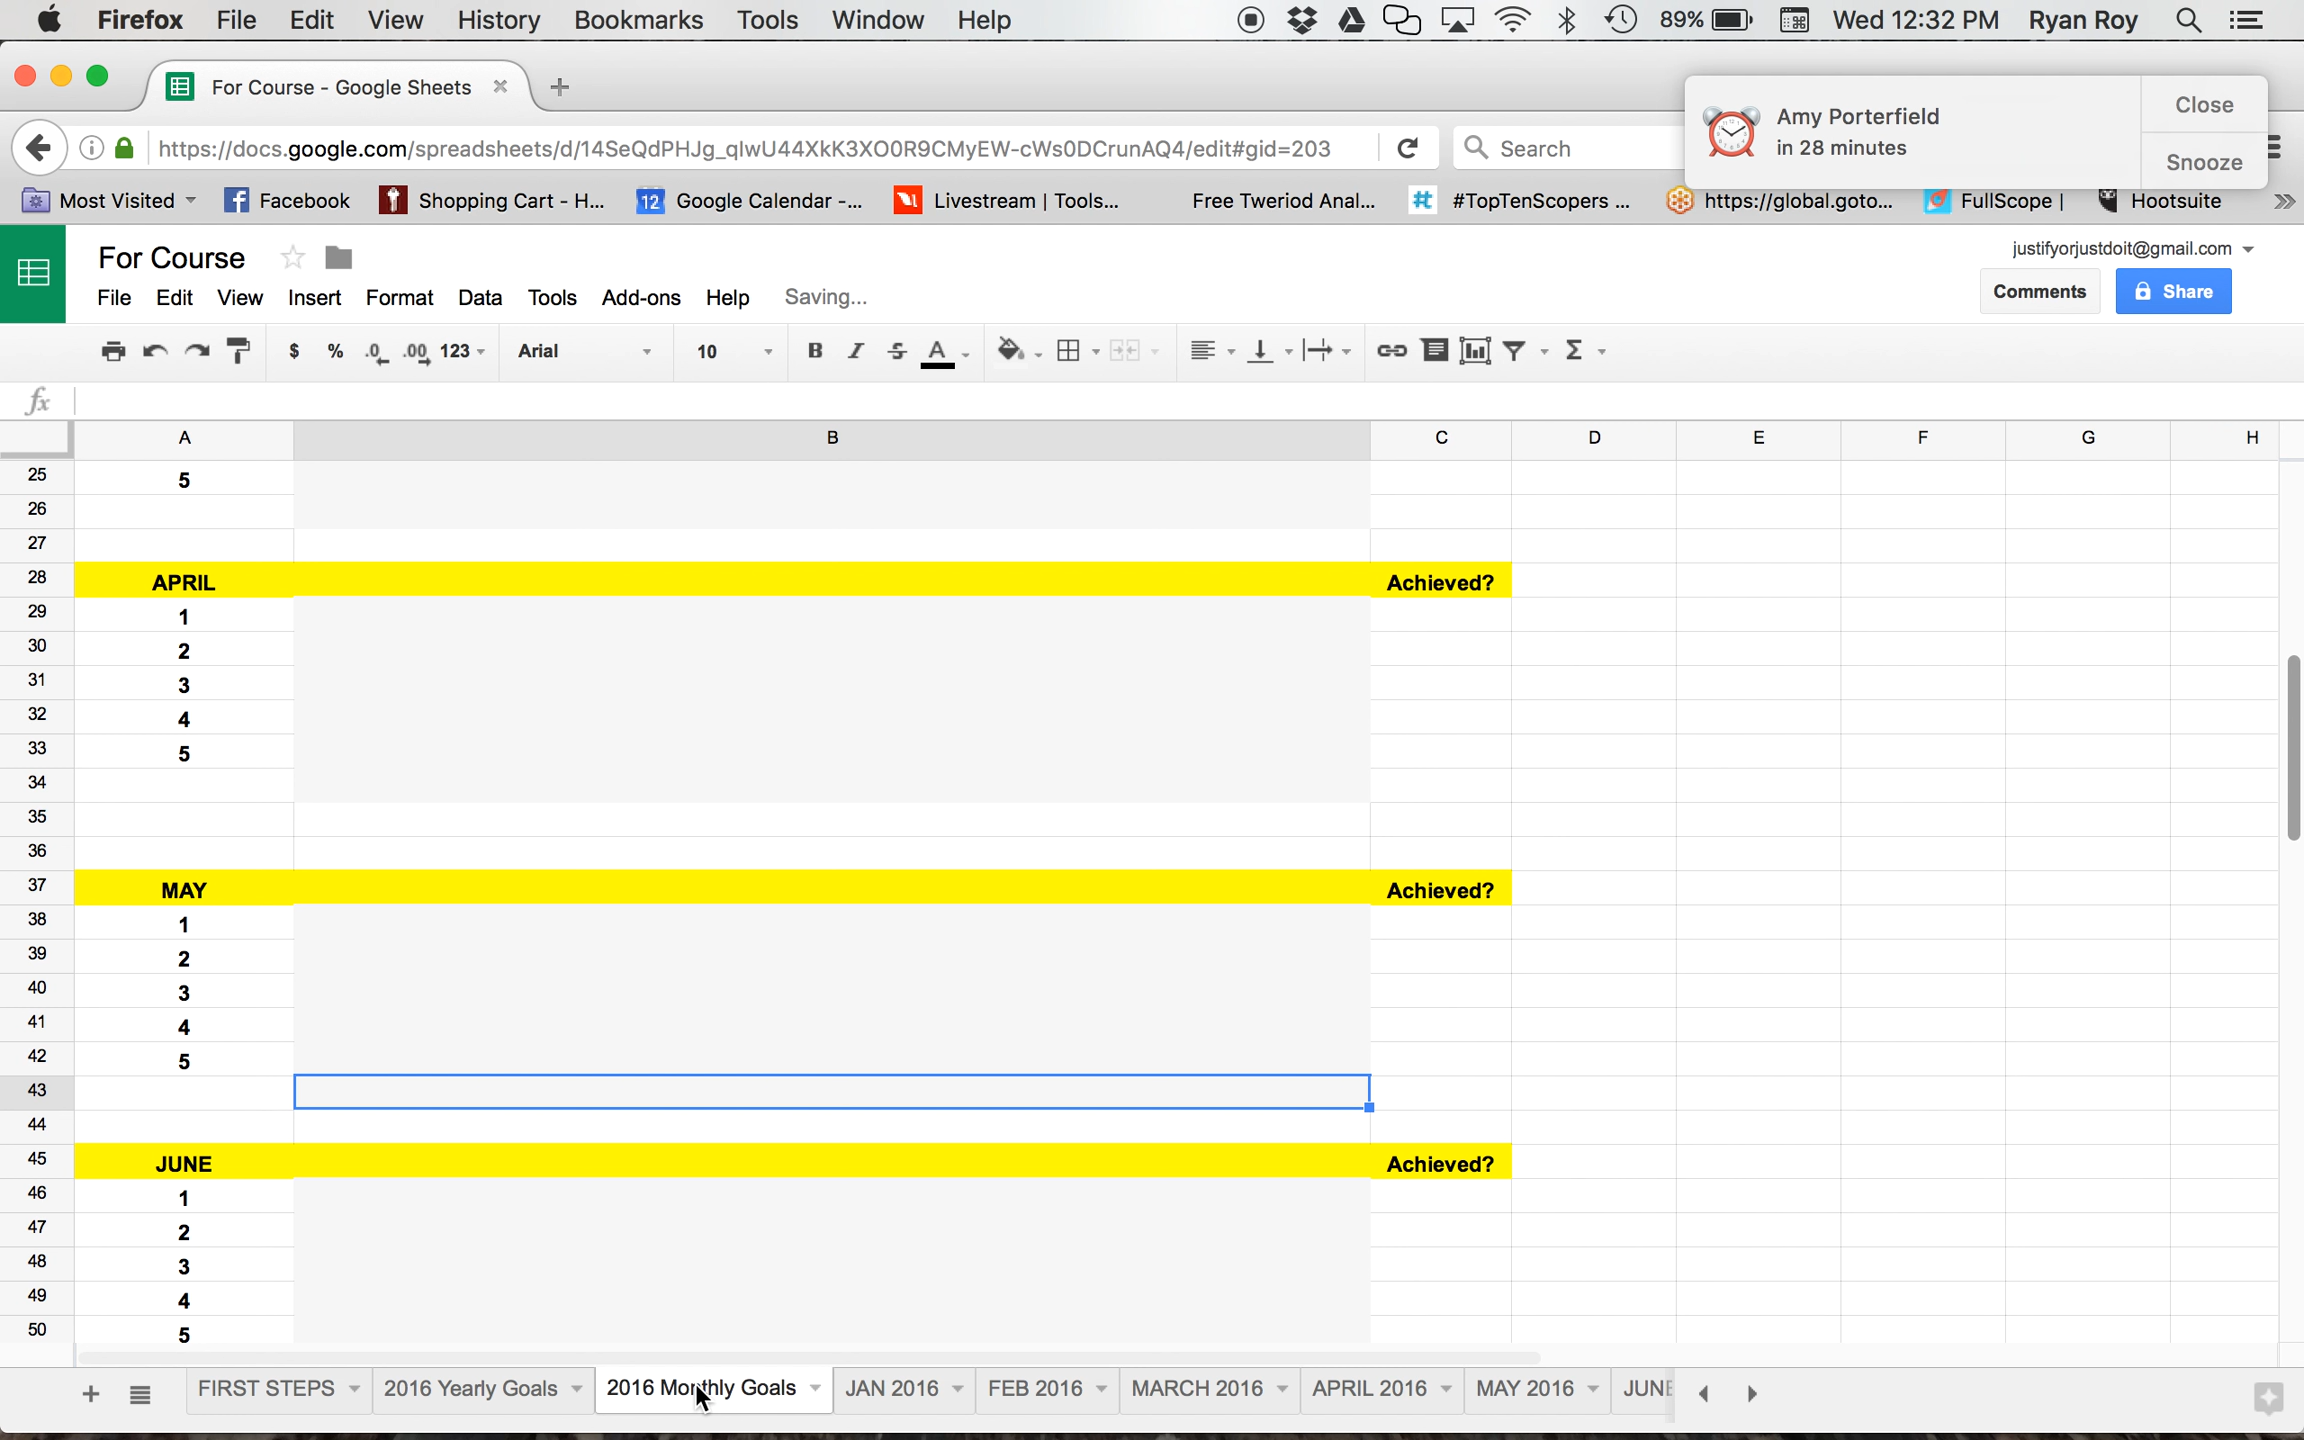 Firefox File Edit View History Bookmarks Tools Window Help 89% Wed 12:32 PM Ryan Roy
For Course - Google Sheets
Amy Porterfield
in 28 minutes
Close
Snooze
https://docs.google.com/spreadsheets/d/14SeQdPHJg_qlwU44XkK3XO0R9CMyEW-cWs0DCrunAQ4/edit#gid=203
Search
Most Visited Facebook Shopping Cart - H... 12 Google Calendar -... Livestream | Tools... Free Tweriod Anal... #TopTenScopers ... https://global.goto... FullScope | Hootsuite
For Course
justifyorjustdoit@gmail.com
File Edit View Insert Format Data Tools Add-ons Help Saving...
Comments Share
$ % .0 .00 123 Arial 10 B I S A Σ
fx
A B C D E F G H
25 5
26
27
28 APRIL Achieved?
29 1
30 2
31 3
32 4
33 5
34
35
36
37 MAY Achieved?
38 1
39 2
40 3
41 4
42 5
43
44
45 JUNE Achieved?
46 1
47 2
48 3
49 4
50 5
FIRST STEPS 2016 Yearly Goals 2016 Monthly Goals JAN 2016 FEB 2016 MARCH 2016 APRIL 2016 MAY 2016 JUNE